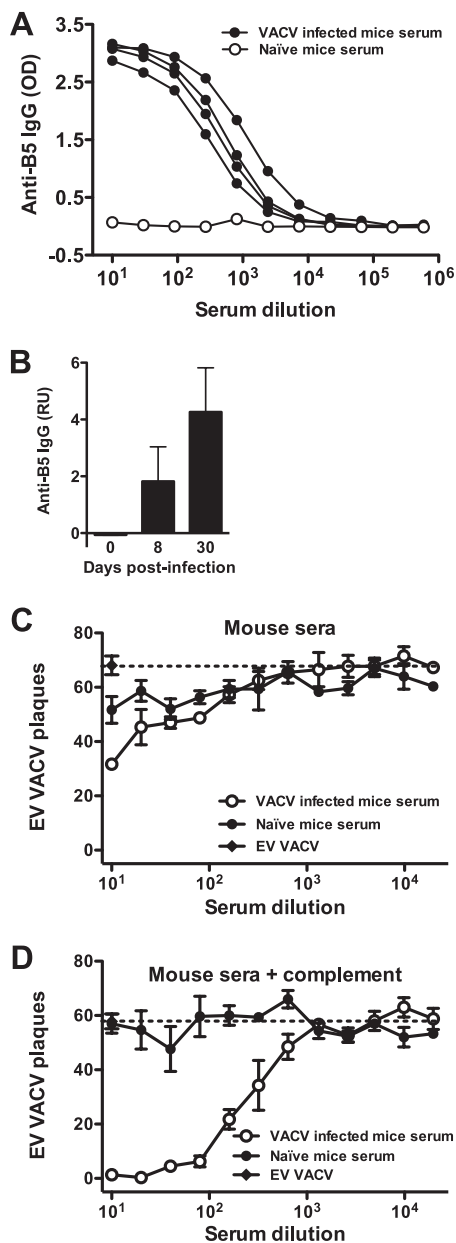 A
VACV infected mice serum
Naïve mice serum
Anti-B5 IgG (OD)
3.5
2.5
1.5
0.5
-0.5
10¹ 10² 10³ 10⁴ 10⁵ 10⁶
Serum dilution
B
Anti-B5 IgG (RU)
6
4
2
0
0 8 30
Days post-infection
C
Mouse sera
EV VACV plaques
80
60
40
20
0
VACV infected mice serum
Naïve mice serum
EV VACV
10¹ 10² 10³ 10⁴
Serum dilution
D
Mouse sera + complement
EV VACV plaques
80
60
40
20
0
VACV infected mice serum
Naïve mice serum
EV VACV
10¹ 10² 10³ 10⁴
Serum dilution